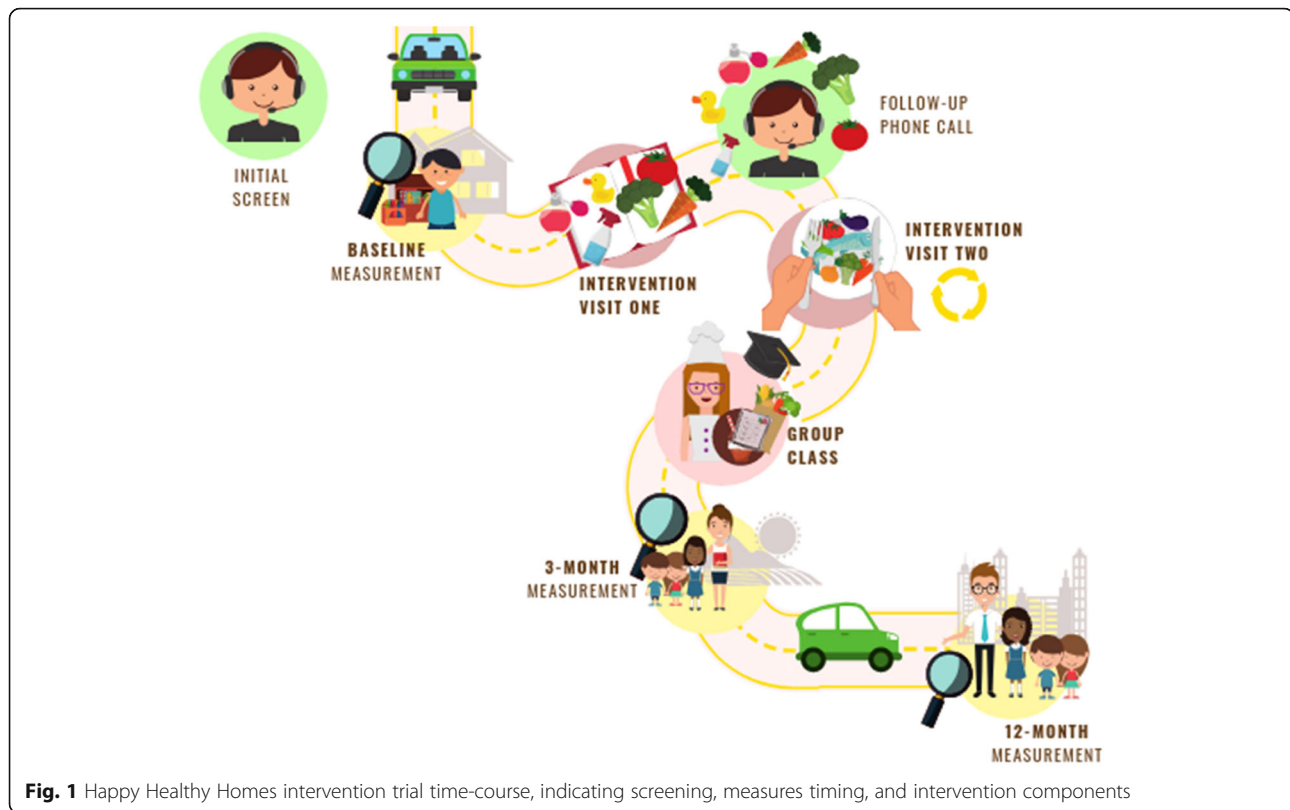 INITIAL
SCREEN
BASELINE
MEASUREMENT
INTERVENTION
VISIT ONE
FOLLOW-UP
PHONE CALL
INTERVENTION
VISIT TWO
GROUP
CLASS
3-MONTH
MEASUREMENT
12-MONTH
MEASUREMENT
Fig. 1 Happy Healthy Homes intervention trial time-course, indicating screening, measures timing, and intervention components